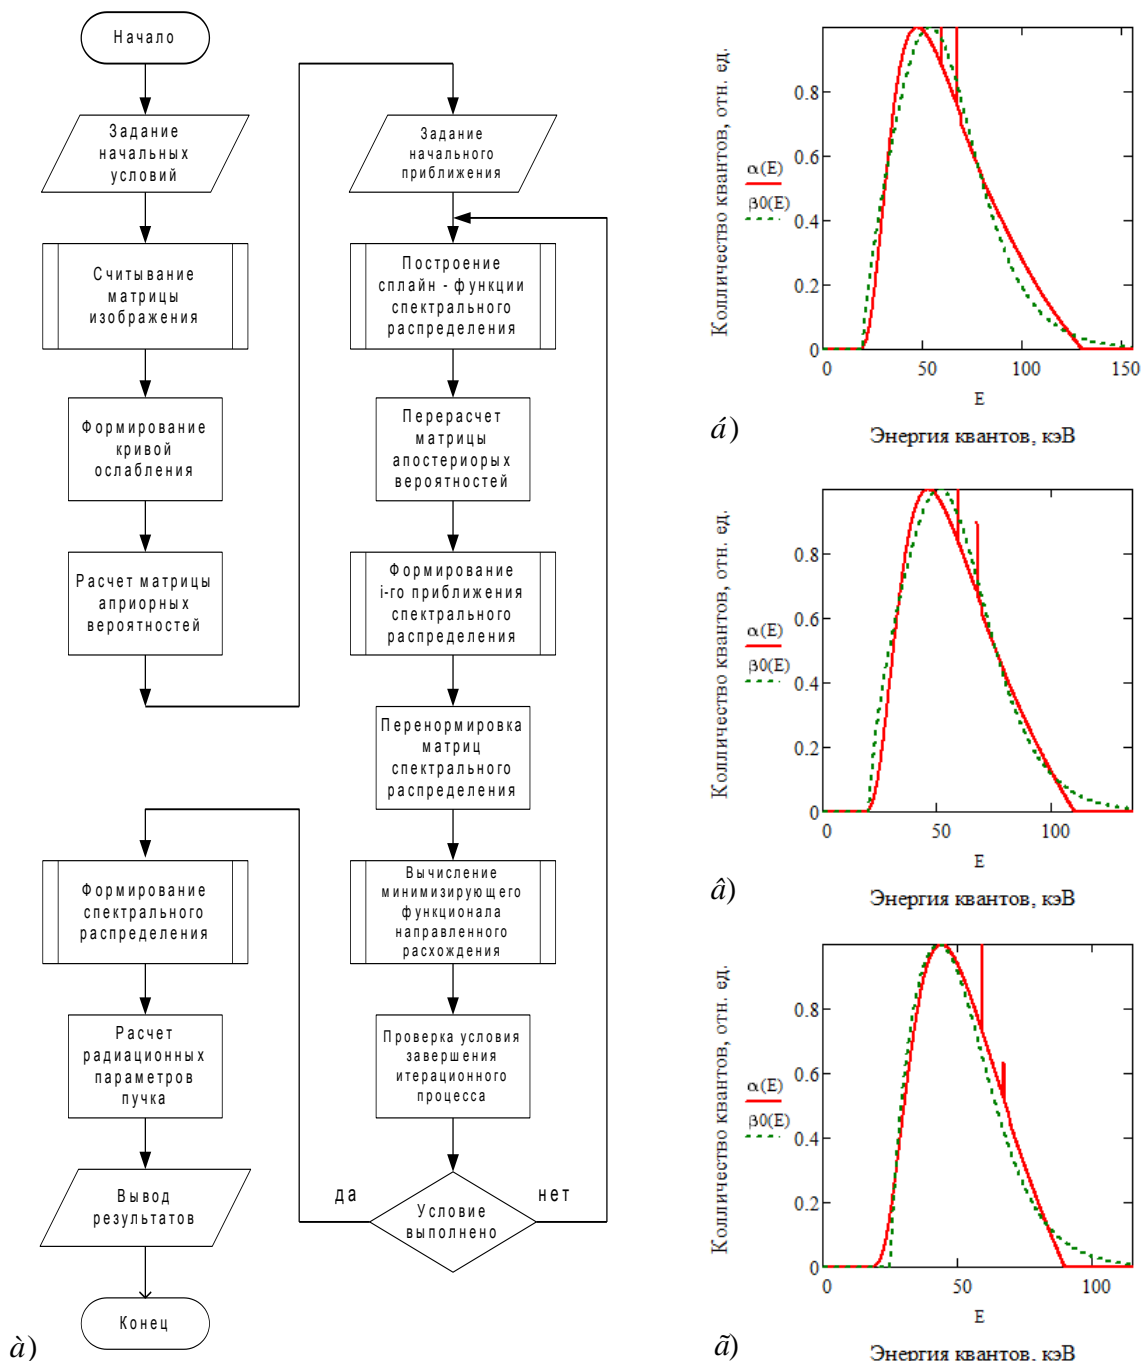 Начало
Задание
начальных
условий
Считывание
матрицы
изображения
Формирование
кривой
ослабления
Расчет матрицы
априорных
вероятностей
Задание
начального
приближения
Построение
сплайн - функции
спектрального
распределения
Перерасчет
матрицы
апостериорых
вероятностей
Формирование
i-го приближения
спектрального
распределения
Перенормировка
матриц
спектрального
распределения
Вычисление
минимизирующего
функционала
направленного
расхождения
Проверка условия
завершения
итерационного
процесса
Условие
выполнено
да
нет
Формирование
спектрального
распределения
Расчет
радиационных
параметров
пучка
Вывод
результатов
Конец
à)
Колличество квантов, отн. ед.
α(E)
β0(E)
0.8
0.6
0.4
0.2
0
0 50 100 150
E
Энергия квантов, кэВ
á)
Колличество квантов, отн. ед.
α(E)
β0(E)
0.8
0.6
0.4
0.2
0
0 50 100
E
Энергия квантов, кэВ
â)
Колличество квантов, отн. ед.
α(E)
β0(E)
0.8
0.6
0.4
0.2
0
0 50 100
E
Энергия квантов, кэВ
ã)